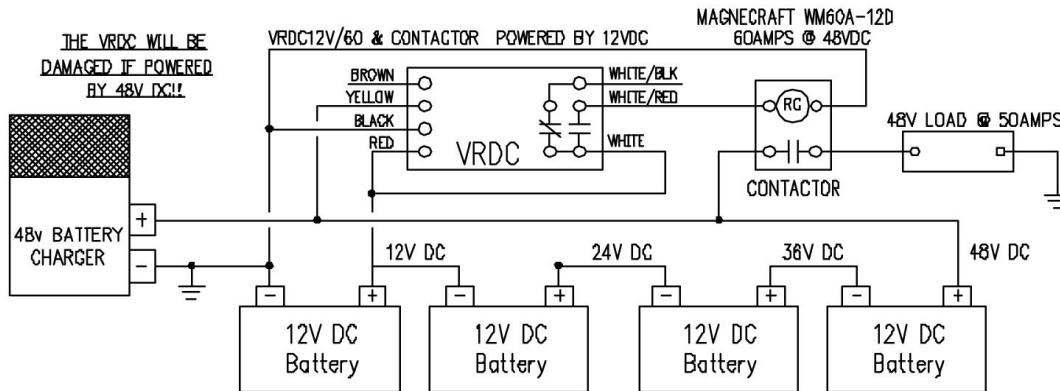 MAGNECRAFT WM60A-12D
60AMPS @ 48VDC
THE VRDC WILL BE
DAMAGED IF POWERED
BY 48V DC!!
VRDC12V/60 & CONTACTOR POWERED BY 12VDC
BROWN
YELLOW
BLACK
RED
VRDC
WHITE/BLK
WHITE/RED
WHITE
RG
CONTACTOR
48V LOAD @ 50AMPS
48v BATTERY
CHARGER
+
-
12V DC
24V DC
36V DC
48V DC
- +
12V DC
Battery
- +
12V DC
Battery
- +
12V DC
Battery
- +
12V DC
Battery